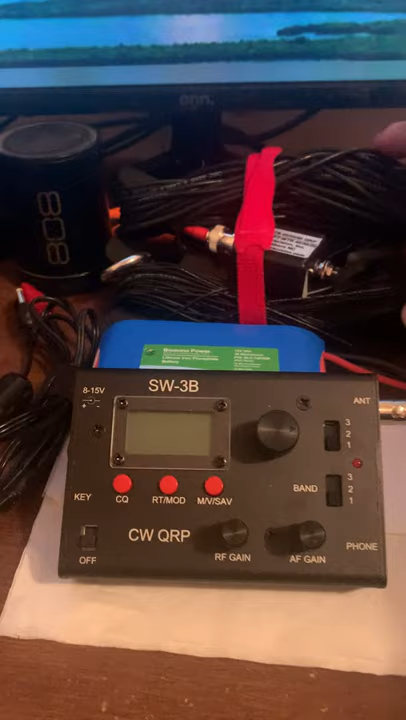 onn.
808
Bioenno Power
SW-3B
8-15V
ANT
3
2
1
KEY
CQ
RT/MOD
M/V/SAV
BAND
3
2
1
CW QRP
OFF
RF GAIN
AF GAIN
PHONE